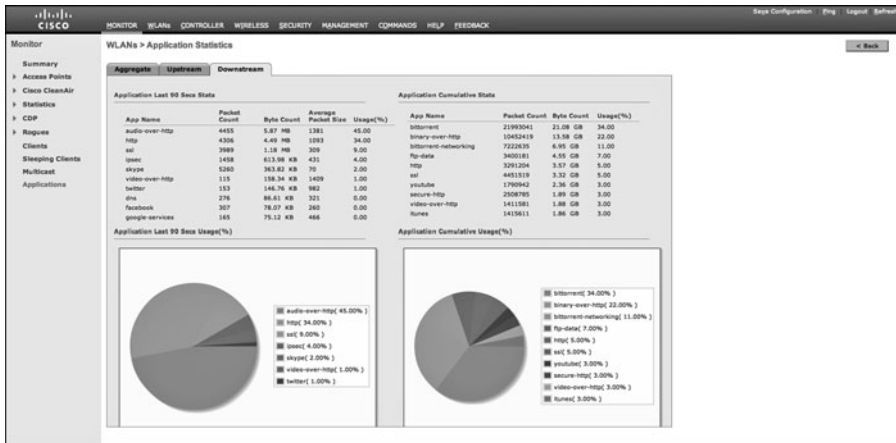 Save Configuration Ping Logout Refresh
CISCO
MONITOR WLANs CONTROLLER WIRELESS SECURITY MANAGEMENT COMMANDS HELP FEEDBACK
Monitor
Summary
Access Points
Cisco CleanAir
Statistics
CDP
Rogues
Clients
Sleeping Clients
Multicast
Applications
WLANs > Application Statistics
< Back
Aggregate Upstream Downstream
Application Last 90 Secs Stats
App Name Packet Count Byte Count Average Packet Size Usage(%)
audio-over-http 4455 5.87 MB 1381 45.00
http 4306 4.49 MB 1093 34.00
ssl 3989 1.18 MB 309 9.00
ipsec 1458 613.98 KB 431 4.00
skype 5260 363.82 KB 70 2.00
video-over-http 115 158.34 KB 1409 1.00
twitter 153 146.76 KB 982 1.00
dns 276 86.61 KB 321 0.00
facebook 307 78.07 KB 260 0.00
google-services 165 75.12 KB 466 0.00
Application Cumulative Stats
App Name Packet Count Byte Count Usage(%)
bittorrent 21993041 21.08 GB 34.00
binary-over-http 10452419 13.58 GB 22.00
bittorrent-networking 7222635 6.95 GB 11.00
ftp-data 3400181 4.55 GB 7.00
http 3291204 3.57 GB 5.00
ssl 4451519 3.32 GB 5.00
youtube 1790942 2.36 GB 3.00
secure-http 2508785 1.89 GB 3.00
video-over-http 1411581 1.88 GB 3.00
itunes 1415611 1.86 GB 3.00
Application Last 90 Secs Usage(%)
audio-over-http( 45.00% )
http( 34.00% )
ssl( 9.00% )
ipsec( 4.00% )
skype( 2.00% )
video-over-http( 1.00% )
twitter( 1.00% )
Application Cumulative Usage(%)
bittorrent( 34.00% )
binary-over-http( 22.00% )
bittorrent-networking( 11.00% )
ftp-data( 7.00% )
http( 5.00% )
ssl( 5.00% )
youtube( 3.00% )
secure-http( 3.00% )
video-over-http( 3.00% )
itunes( 3.00% )